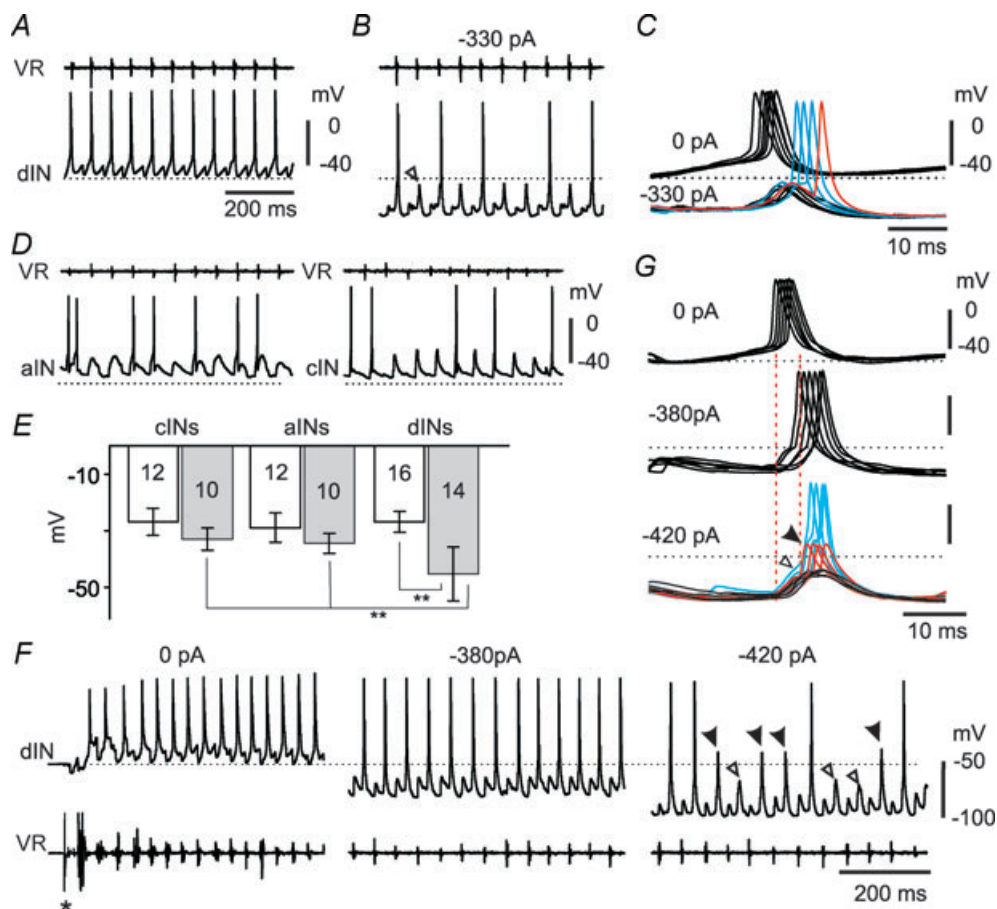 A
VR
dIN
mV
0
-40
200 ms
B
-330 pA
C
0 pA
-330 pA
mV
0
-40
10 ms
D
VR
aIN
VR
cIN
mV
0
-40
E
cINs aINs dINs
-10
mV
-50
12 10 12 10 16 14
**
**
G
0 pA
mV
0
-40
-380pA
-420 pA
10 ms
F
0 pA -380pA -420 pA
dIN
mV
-50
-100
VR
*
200 ms